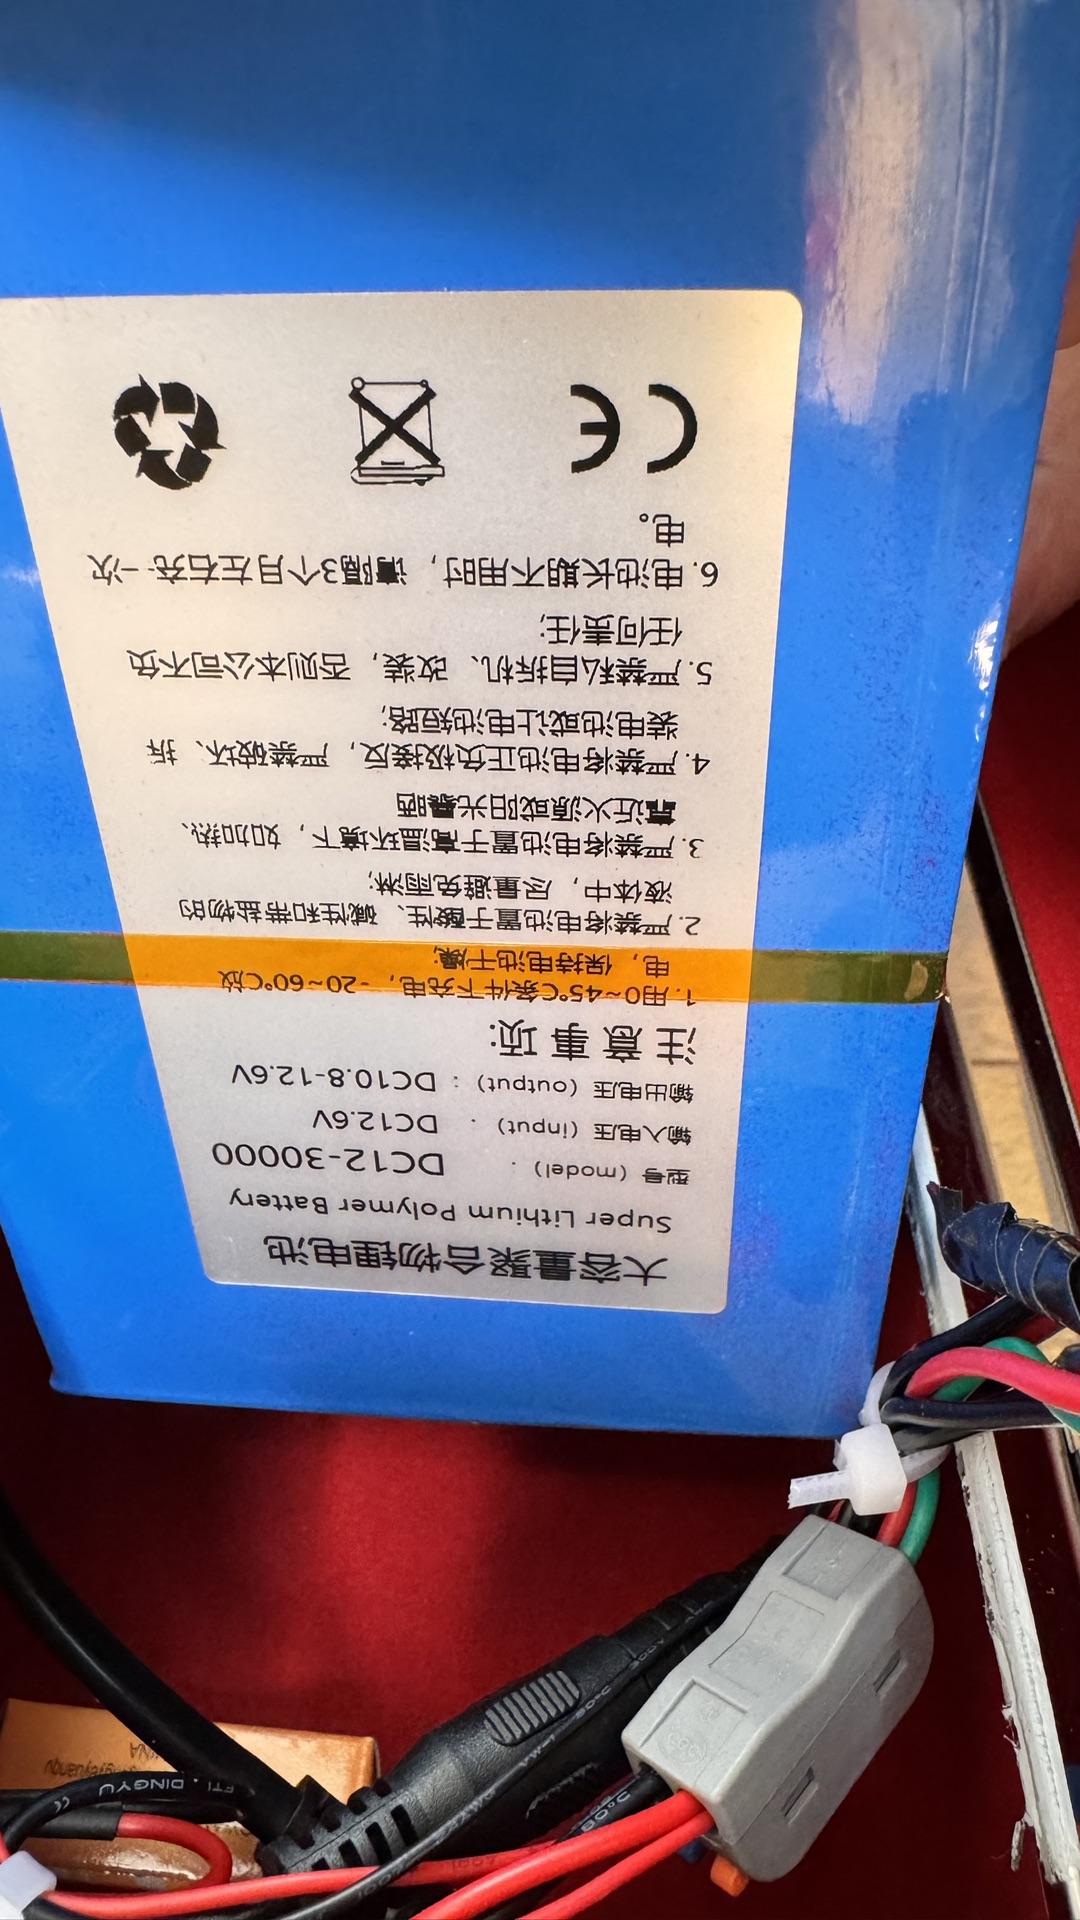 大容量聚合物锂电池
Super Lithium Polymer Battery
型号（model）： DC12-30000
输入电压（input）： DC12.6V
输出电压（output）： DC10.8-12.6V
注意事项:
1.用0~45℃条件下充电，-20~60℃放
电，保持电池干燥;
2.严禁将电池置于酸性、碱性和带盐物的
液体中，尽量避免雨淋;
3.严禁将电池置于高温环境下，如加热、
靠近火源或阳光暴晒
4.严禁将电池正负极接反，严禁破坏、拆
装电池或让电池短路;
5.严禁私自拆机、改装，否则本公司不负
任何责任;
6.电池长期不用时，请隔3个月左右充一次
电。
CE
FTL.DINGYU